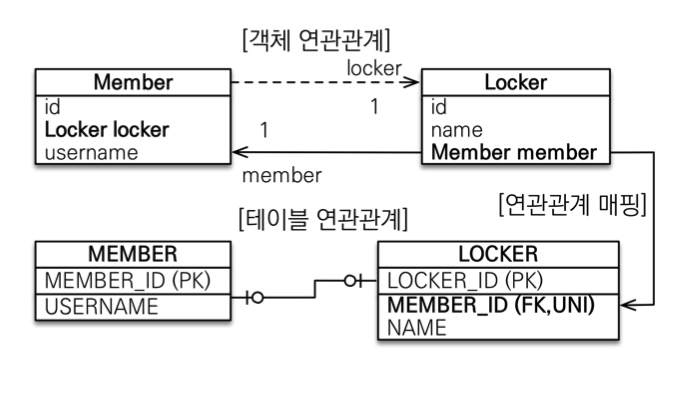 [객체 연관관계]
locker
Member
id
Locker locker
username
1
1
member
Locker
id
name
Member member
[연관관계 매핑]
[테이블 연관관계]
MEMBER
MEMBER_ID (PK)
USERNAME
LOCKER
LOCKER_ID (PK)
MEMBER_ID (FK,UNI)
NAME